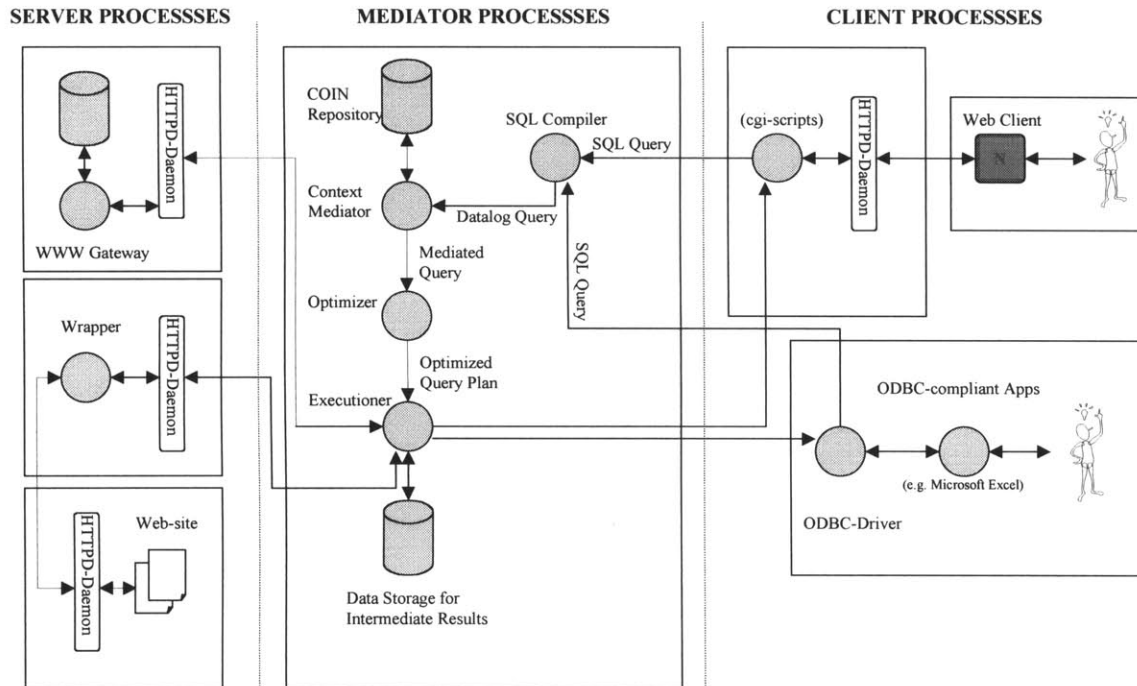 SERVER PROCESSSES
MEDIATOR PROCESSSES
CLIENT PROCESSSES
HTTPD-Daemon
WWW Gateway
Wrapper
HTTPD-Daemon
HTTPD-Daemon
Web-site
COIN
Repository
SQL Compiler
SQL Query
Context
Mediator
Datalog Query
Mediated
Query
SQL Query
Optimizer
Optimized
Query Plan
Executioner
Data Storage for
Intermediate Results
(cgi-scripts)
HTTPD-Daemon
Web Client
N
ODBC-compliant Apps
(e.g. Microsoft Excel)
ODBC-Driver